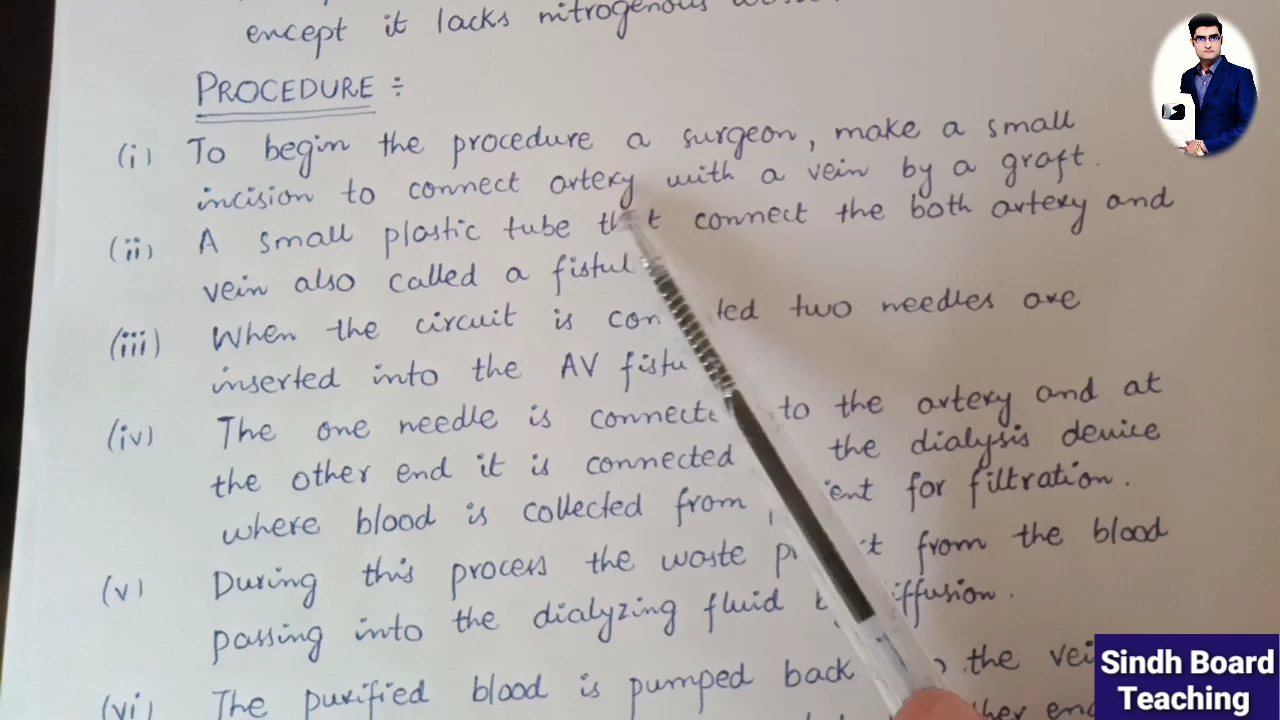 encept it lacks nitrogenous
PROCEDURE ÷
(i) To begin the procedure a surgeon, make a small
incision to connect artery with a vein by a graft.
(ii) A small plastic tube that connect the both artery and
vein also called a fistul
(iii) When the circuit is two needles are
inserted into the AV
(iv) The one needle is to the artery and at
the other end it is connected the dialysis device
where blood is collected from for filtration.
(v) During this process the waste from the blood
passing into the dialyzing fluid
(vi) The purified blood is pumped back the
Sindh Board
Teaching